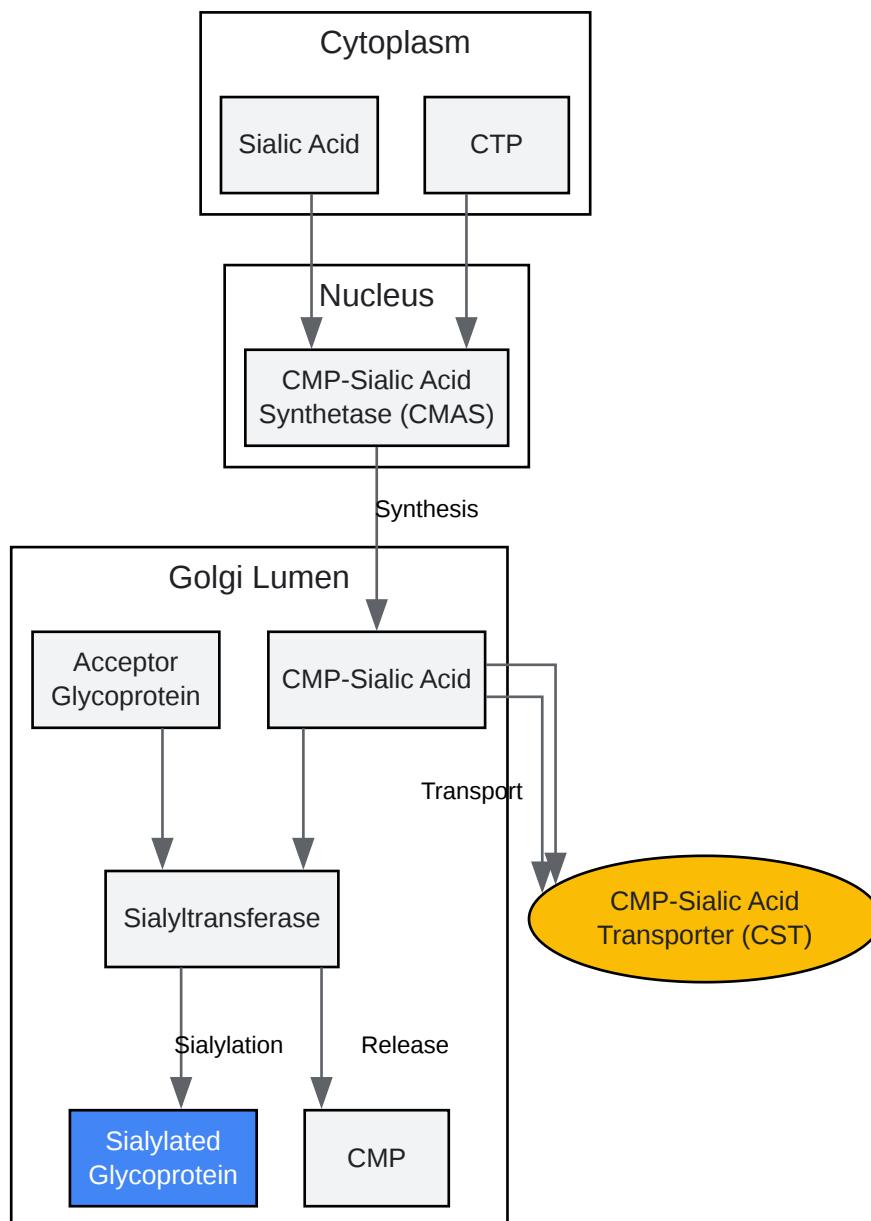 Cytoplasm
Sialic Acid
CTP
Nucleus
CMP-Sialic Acid
Synthetase (CMAS)
Synthesis
Golgi Lumen
Acceptor
Glycoprotein
CMP-Sialic Acid
Transport
Sialyltransferase
CMP-Sialic Acid
Transporter (CST)
Sialylation
Release
Sialylated
Glycoprotein
CMP